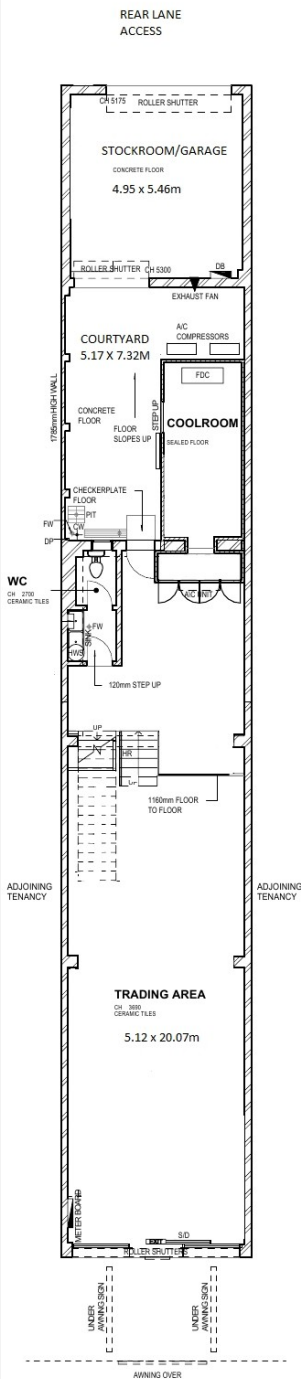 REAR LANE
ACCESS
CH 5175
ROLLER SHUTTER
STOCKROOM/GARAGE
CONCRETE FLOOR
4.95 x 5.46m
ROLLER SHUTTER
CH 5300
DB
EXHAUST FAN
COURTYARD
5.17 X 7.32M
A/C
COMPRESSORS
FDC
1785mm HIGH WALL
CONCRETE
FLOOR
FLOOR
SLOPES UP
STEP UP
COOLROOM
SEALED FLOOR
CHECKERPLATE
FLOOR
PIT
FW
CW
DP
WC
CH 2700
CERAMIC TILES
A/C UNIT
SINK
FW
HWS
120mm STEP UP
UP
HR
UP
1160mm FLOOR
TO FLOOR
ADJOINING
TENANCY
ADJOINING
TENANCY
TRADING AREA
CH 3690
CERAMIC TILES
5.12 x 20.07m
METER BOARD
S/D
ROLLER SHUTTERS
UNDER
AWNING SIGN
UNDER
AWNING SIGN
AWNING OVER